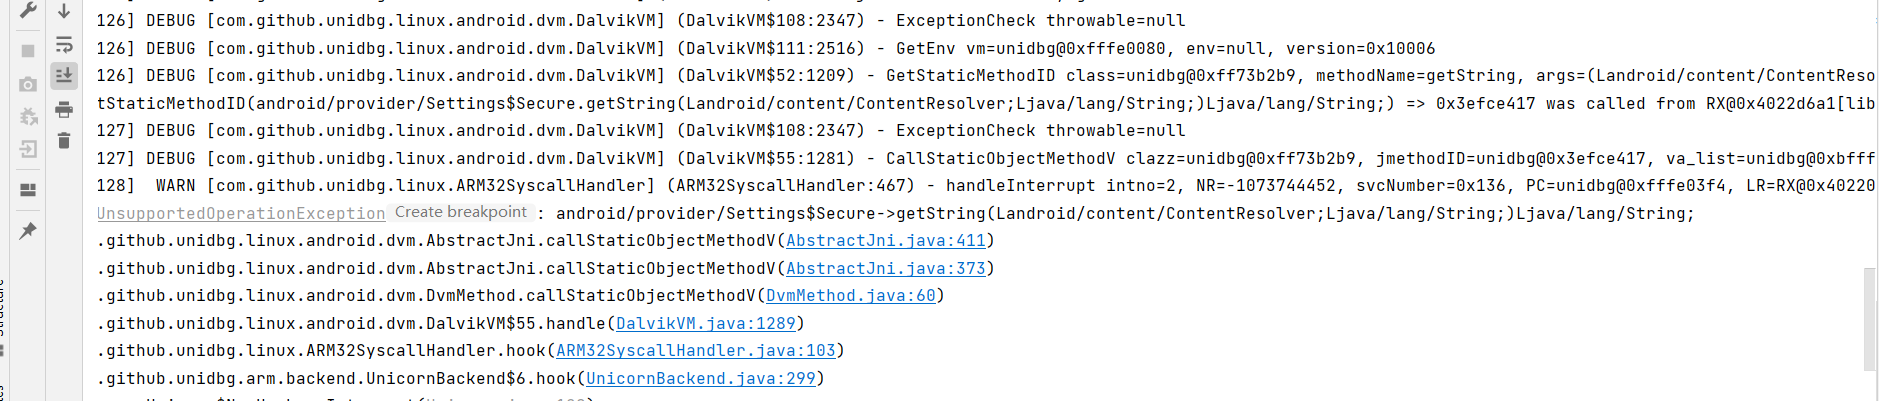 126] DEBUG [com.github.unidbg.linux.android.dvm.DalvikVM] (DalvikVM$108:2347) - ExceptionCheck throwable=null
126] DEBUG [com.github.unidbg.linux.android.dvm.DalvikVM] (DalvikVM$111:2516) - GetEnv vm=unidbg@0xfffe0080, env=null, version=0x10006
126] DEBUG [com.github.unidbg.linux.android.dvm.DalvikVM] (DalvikVM$52:1209) - GetStaticMethodID class=unidbg@0xff73b2b9, methodName=getString, args=(Landroid/content/ContentReso
tStaticMethodID(android/provider/Settings$Secure.getString(Landroid/content/ContentResolver;Ljava/lang/String;)Ljava/lang/String;) => 0x3efce417 was called from RX@0x4022d6a1[lib
127] DEBUG [com.github.unidbg.linux.android.dvm.DalvikVM] (DalvikVM$108:2347) - ExceptionCheck throwable=null
127] DEBUG [com.github.unidbg.linux.android.dvm.DalvikVM] (DalvikVM$55:1281) - CallStaticObjectMethodV clazz=unidbg@0xff73b2b9, jmethodID=unidbg@0x3efce417, va_list=unidbg@0xbfff
128]  WARN [com.github.unidbg.linux.ARM32SyscallHandler] (ARM32SyscallHandler:467) - handleInterrupt intno=2, NR=-1073744452, svcNumber=0x136, PC=unidbg@0xfffe03f4, LR=RX@0x40220
UnsupportedOperationException Create breakpoint : android/provider/Settings$Secure->getString(Landroid/content/ContentResolver;Ljava/lang/String;)Ljava/lang/String;
.github.unidbg.linux.android.dvm.AbstractJni.callStaticObjectMethodV(AbstractJni.java:411)
.github.unidbg.linux.android.dvm.AbstractJni.callStaticObjectMethodV(AbstractJni.java:373)
.github.unidbg.linux.android.dvm.DvmMethod.callStaticObjectMethodV(DvmMethod.java:60)
.github.unidbg.linux.android.dvm.DalvikVM$55.handle(DalvikVM.java:1289)
.github.unidbg.linux.ARM32SyscallHandler.hook(ARM32SyscallHandler.java:103)
.github.unidbg.arm.backend.UnicornBackend$6.hook(UnicornBackend.java:299)